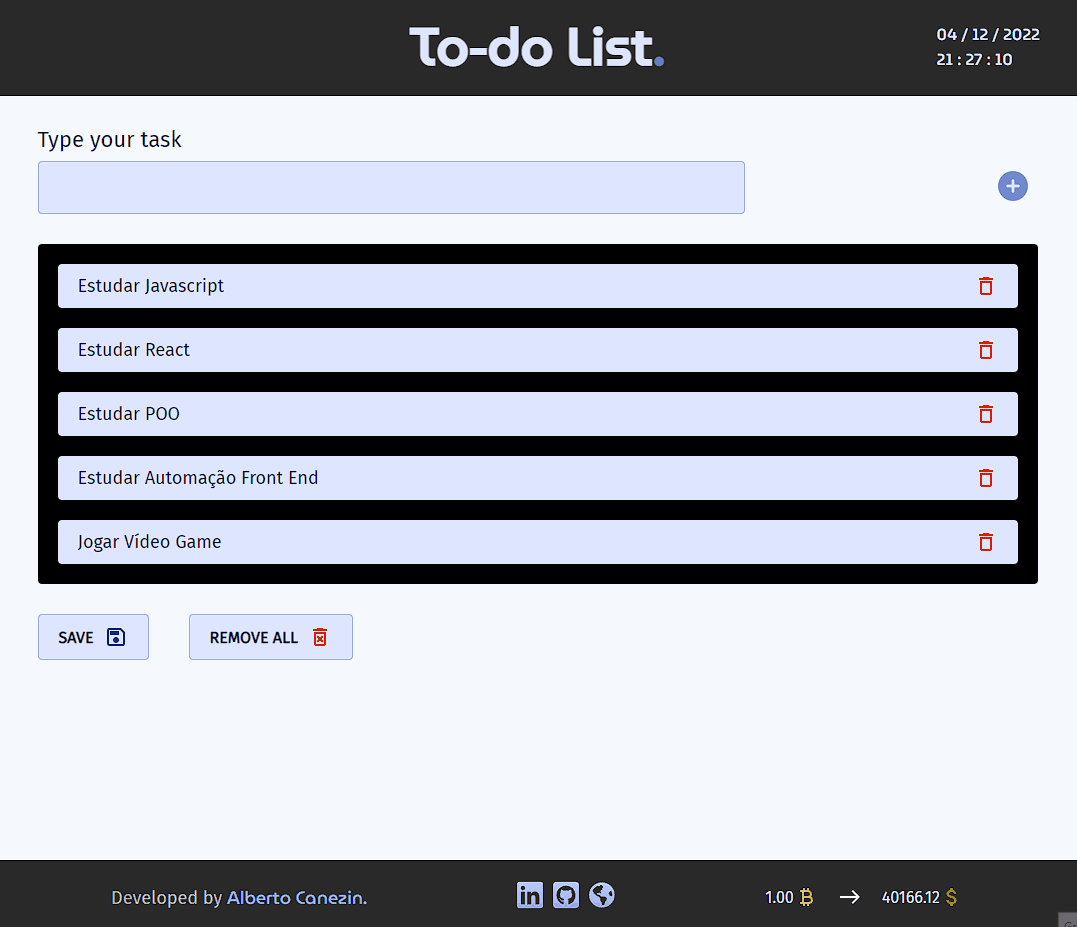 To-do List.
04 / 12 / 2022
21 : 27 : 10
Type your task
Estudar Javascript
Estudar React
Estudar POO
Estudar Automação Front End
Jogar Vídeo Game
SAVE
REMOVE ALL
Developed by Alberto Canezin.
in
1.00 ₿ → 40166.12 $